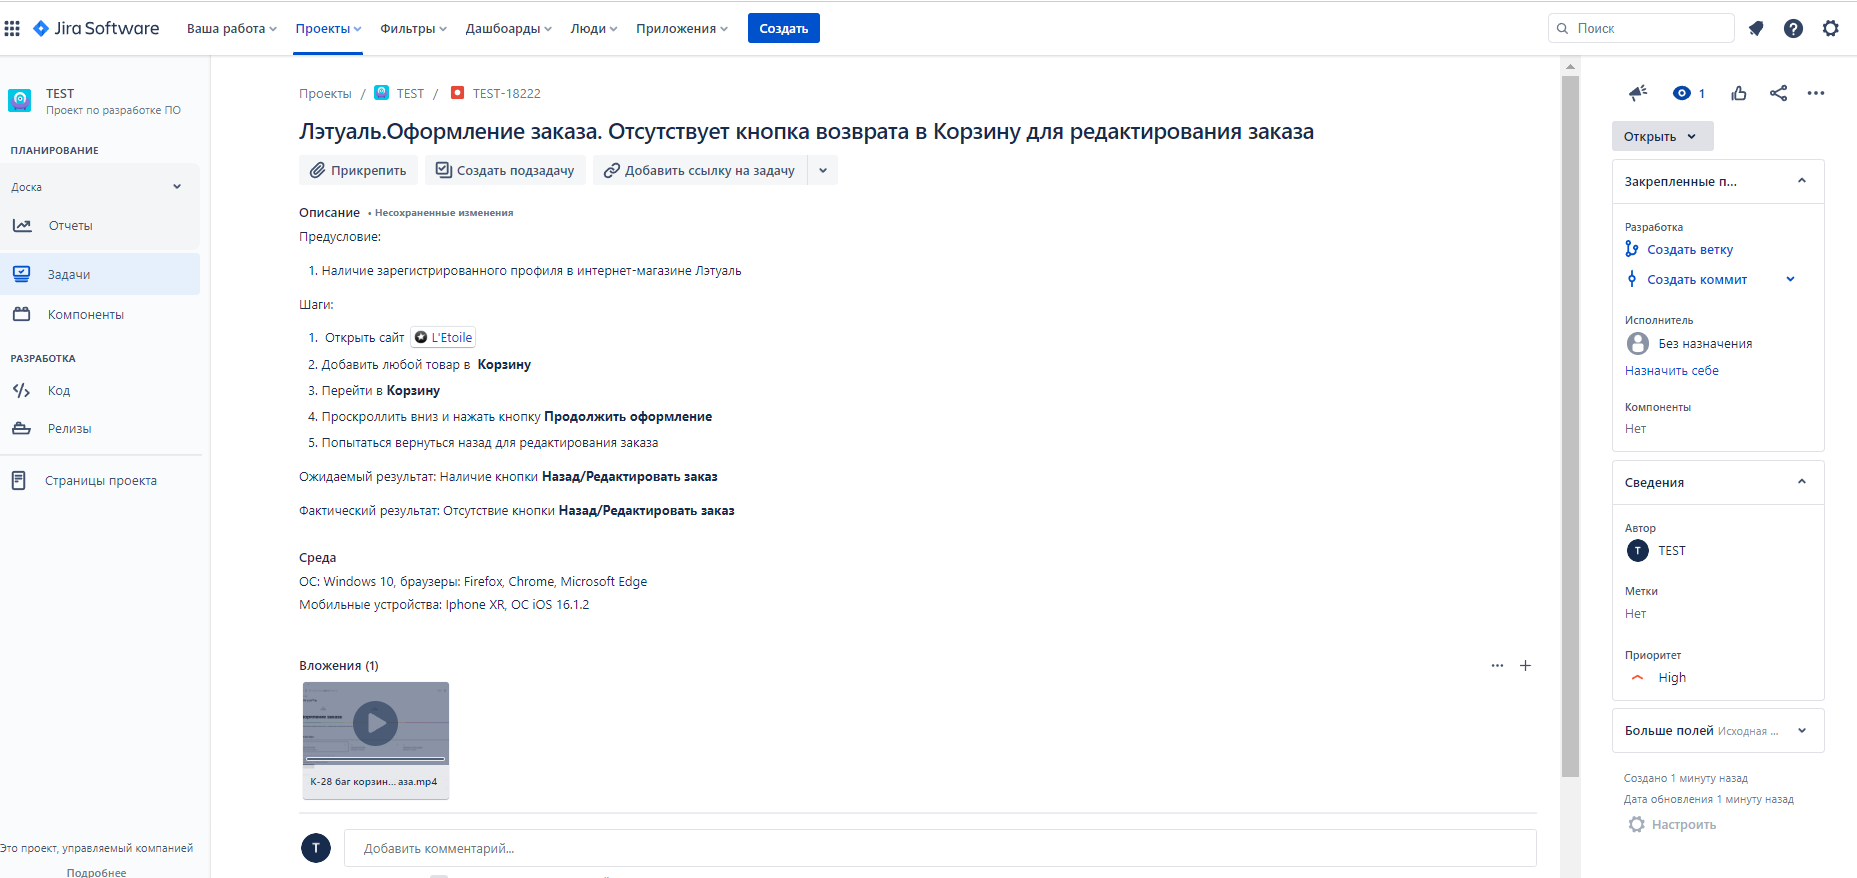 Jira Software
Ваша работа
Проекты
Фильтры
Дашборды
Люди
Приложения
Создать
Поиск
TEST
Проект по разработке ПО
ПЛАНИРОВАНИЕ
Доска
Отчеты
Задачи
Компоненты
РАЗРАБОТКА
Код
Релизы
Страницы проекта
Это проект, управляемый компанией
Подробнее
Проекты / TEST / TEST-18222
Лэтуаль.Оформление заказа. Отсутствует кнопка возврата в Корзину для редактирования заказа
Прикрепить
Создать подзадачу
Добавить ссылку на задачу
Описание • Несохраненные изменения
Предусловие:
1. Наличие зарегистрированного профиля в интернет-магазине Лэтуаль
Шаги:
1. Открыть сайт L'Etoile
2. Добавить любой товар в Корзину
3. Перейти в Корзину
4. Проскроллить вниз и нажать кнопку Продолжить оформление
5. Попытаться вернуться назад для редактирования заказа
Ожидаемый результат: Наличие кнопки Назад/Редактировать заказ
Фактический результат: Отсутствие кнопки Назад/Редактировать заказ
Среда
ОС: Windows 10, браузеры: Firefox, Chrome, Microsoft Edge
Мобильные устройства: Iphone XR, ОС iOS 16.1.2
Вложения (1)
К-28 баг корзин... аза.mp4
T
Добавить комментарий...
1
Открыть
Закрепленные п...
Разработка
Создать ветку
Создать коммит
Исполнитель
Без назначения
Назначить себе
Компоненты
Нет
Сведения
Автор
T TEST
Метки
Нет
Приоритет
High
Больше полей Исходная ...
Создано 1 минуту назад
Дата обновления 1 минуту назад
Настроить